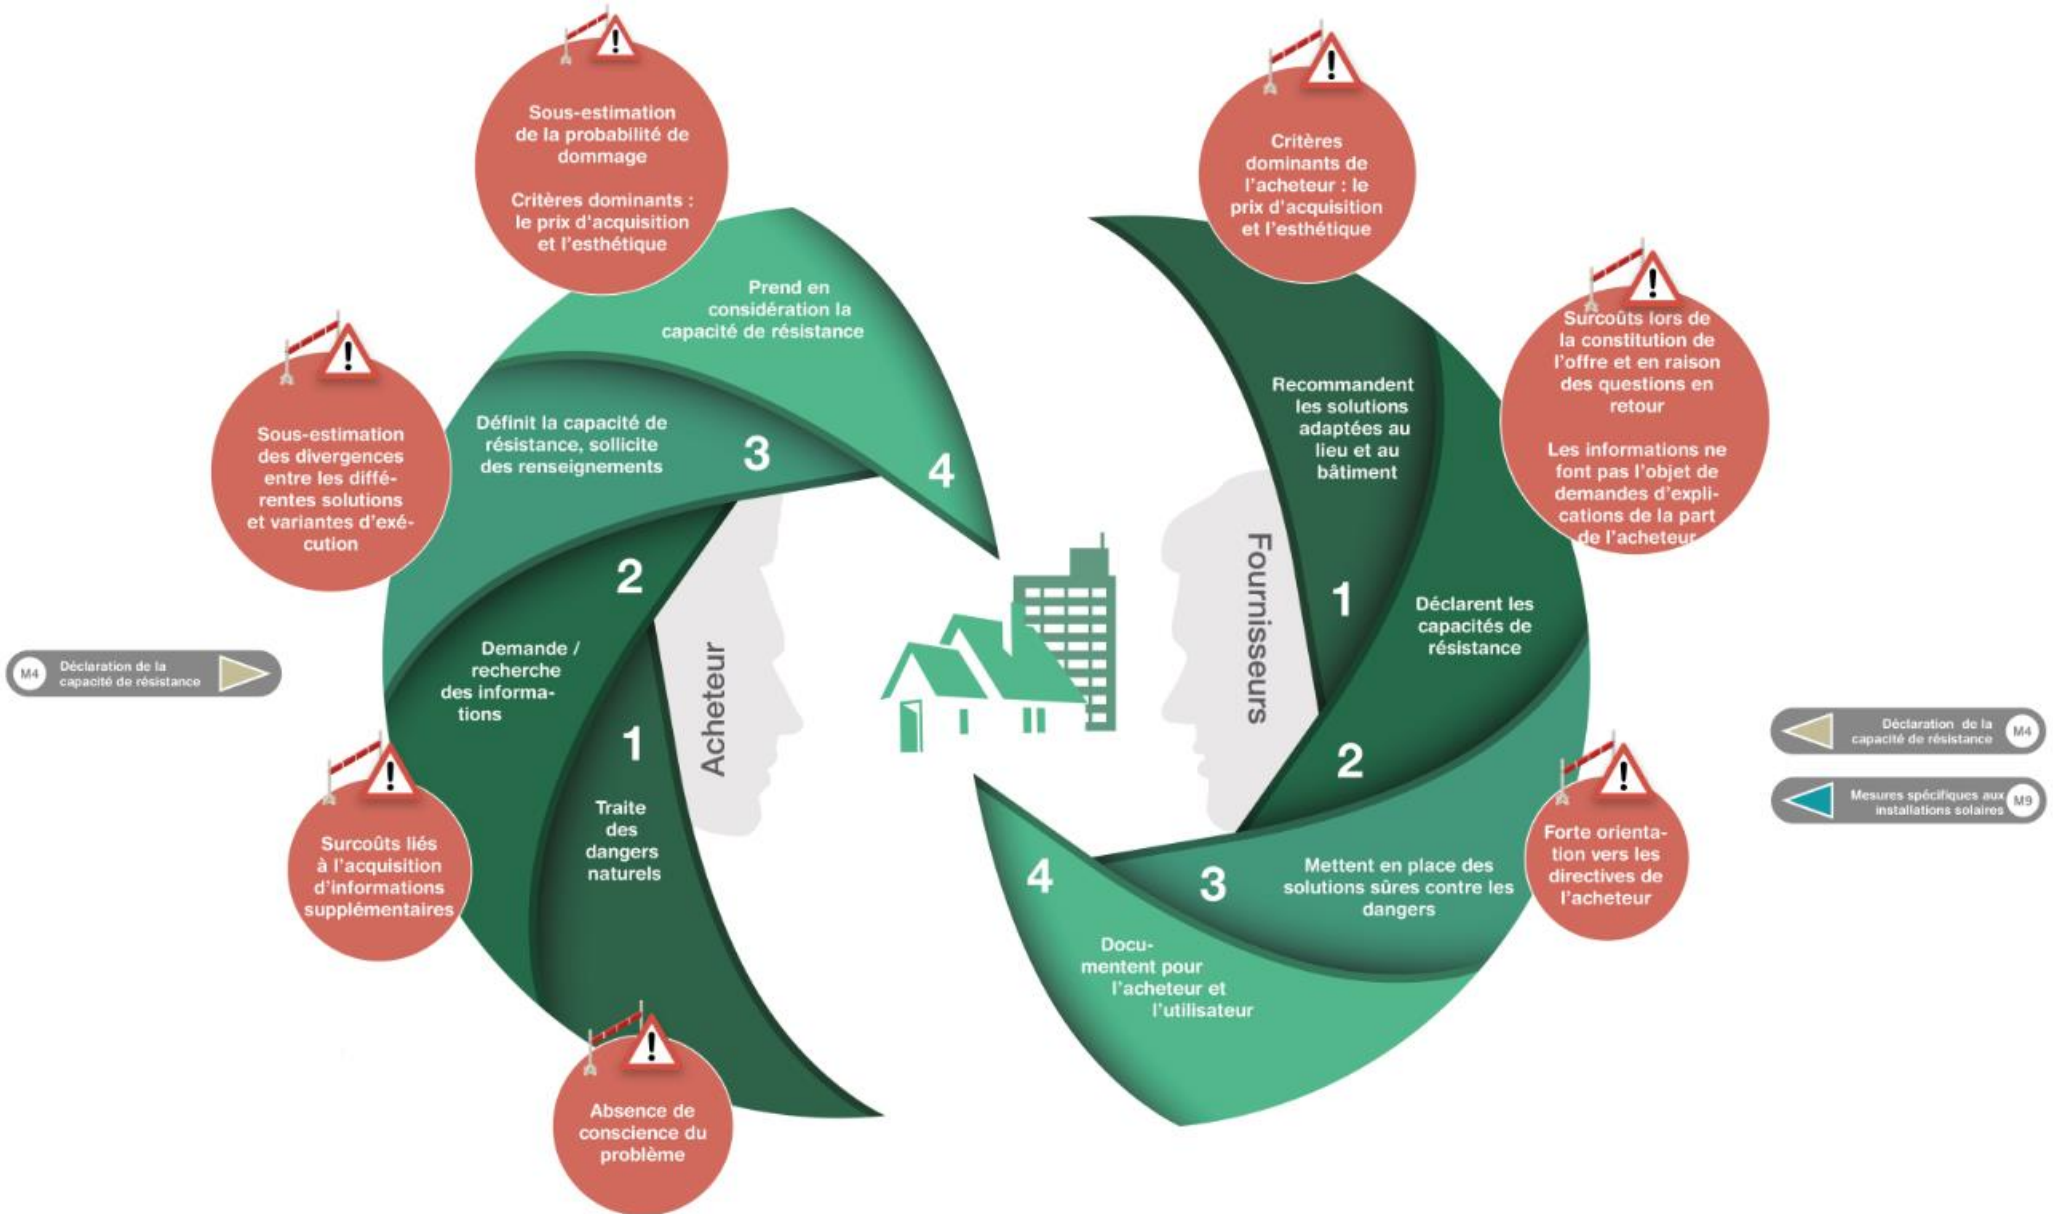 Sous-estimation
de la probabilité de
dommage
Critères dominants :
le prix d'acquisition
et l'esthétique
Prend en
considération la
capacité de résistance
4
Sous-estimation
des divergences
entre les diffé-
rentes solutions
et variantes d'exé-
cution
Définit la capacité de
résistance, sollicite
des renseignements
3
2
Demande /
recherche
des informa-
tions
M4
Déclaration de la
capacité de résistance
Surcoûts liés
à l'acquisition
d'informations
supplémentaires
1
Traite
des
dangers
naturels
Acheteur
Absence de
conscience du
problème
Critères
dominants de
l'acheteur : le
prix d'acquisition
et l'esthétique
Recommandent
les solutions
adaptées au
lieu et au
bâtiment
1
Fournisseurs
Surcoûts lors de
la constitution de
l'offre et en raison
des questions en
retour
Les informations ne
font pas l'objet de
demandes d'expli-
cations de la part
de l'acheteur
Déclarent les
capacités de
résistance
2
Déclaration de la
capacité de résistance
M4
Mesures spécifiques aux
installations solaires
M9
Forte orienta-
tion vers les
directives de
l'acheteur
Mettent en place des
solutions sûres contre les
dangers
3
4
Docu-
mentent pour
l'acheteur et
l'utilisateur